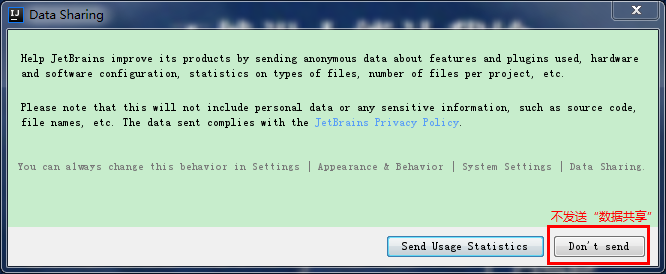 Data Sharing
Help JetBrains improve its products by sending anonymous data about features and plugins used, hardware
and software configuration, statistics on types of files, number of files per project, etc.
Please note that this will not include personal data or any sensitive information, such as source code,
file names, etc. The data sent complies with the JetBrains Privacy Policy.
You can always change this behavior in Settings | Appearance & Behavior | System Settings | Data Sharing.
不发送“数据共享”
Send Usage Statistics
Don't send